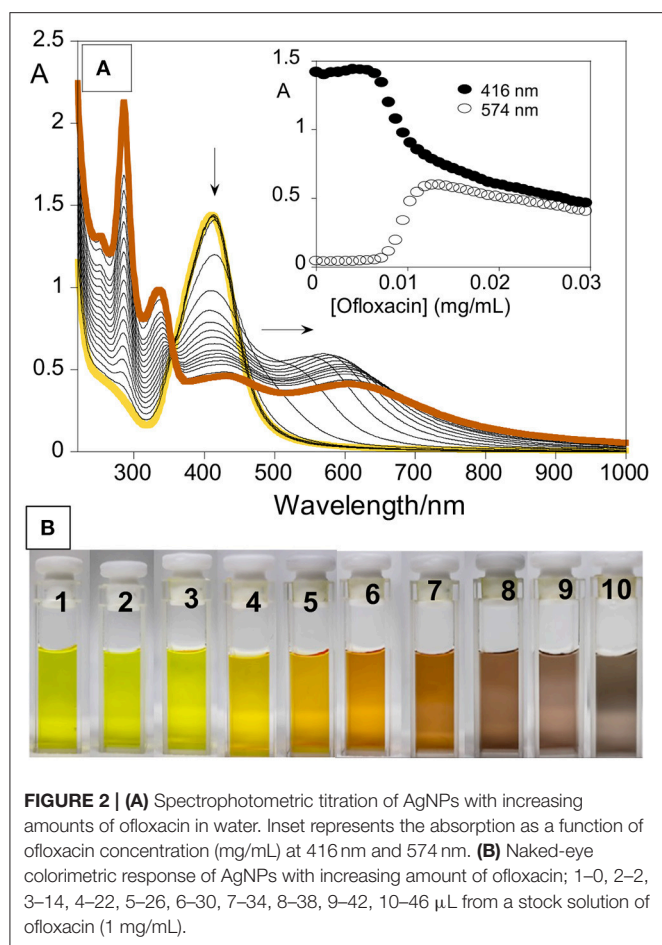 2.5
A
A
2
1.5
1
0.5
0
300 400 500 600 700 800 900 1000
Wavelength/nm
1.5
A
1
0.5
0
416 nm
574 nm
0 0.01 0.02 0.03
[Ofloxacin] (mg/mL)
B
1 2 3 4 5 6 7 8 9 10
FIGURE 2 | (A) Spectrophotometric titration of AgNPs with increasing
amounts of ofloxacin in water. Inset represents the absorption as a function of
ofloxacin concentration (mg/mL) at 416 nm and 574 nm. (B) Naked-eye
colorimetric response of AgNPs with increasing amount of ofloxacin; 1–0, 2–2,
3–14, 4–22, 5–26, 6–30, 7–34, 8–38, 9–42, 10–46 μL from a stock solution of
ofloxacin (1 mg/mL).